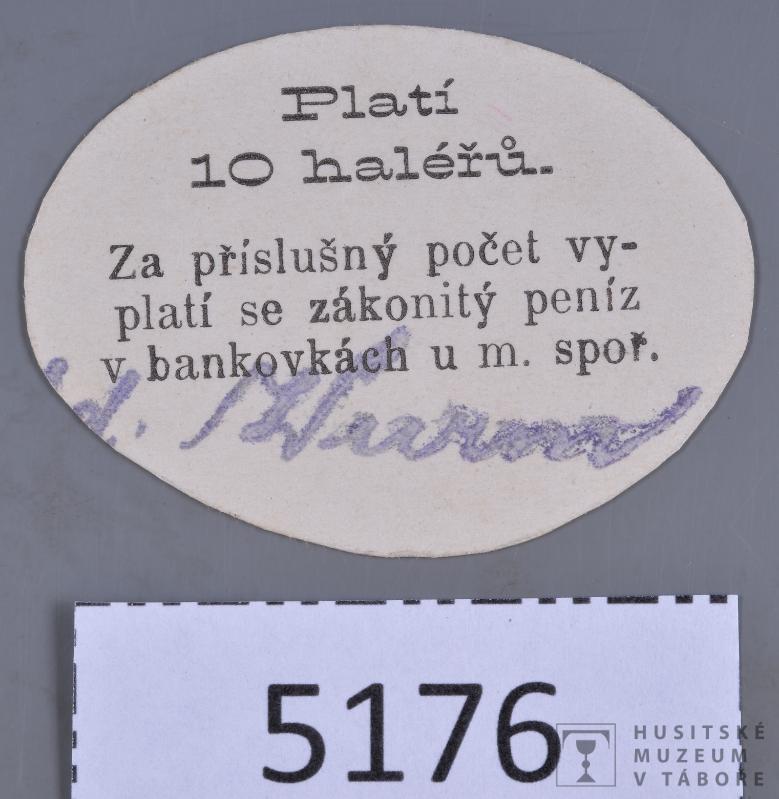 Platí
10 haléřů.
Za příslušný počet vy-
platí se zákonitý peníz
v bankovkách u m. spoř.
5176
HUSITSKÉ
MUZEUM
V TÁBOŘE